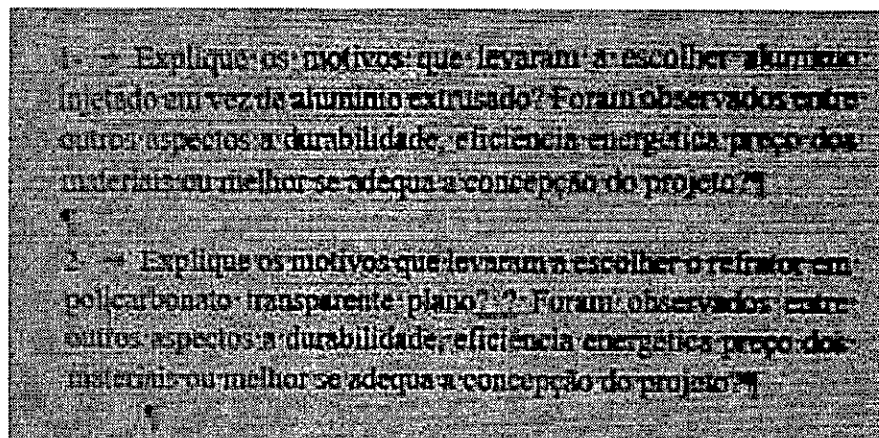 1- → Explique os motivos que levaram a escolher alumínio
injetado em vez de alumínio extrusado? Foram observados entre
outros aspectos a durabilidade, eficiência energética preço dos
materiais ou melhor se adequa a concepção do projeto?¶
¶
2- → Explique os motivos que levaram a escolher o refrator em
policarbonato transparente plano? ? Foram observados entre
outros aspectos a durabilidade, eficiência energética preço dos
materiais ou melhor se adequa a concepção do projeto?¶
¶